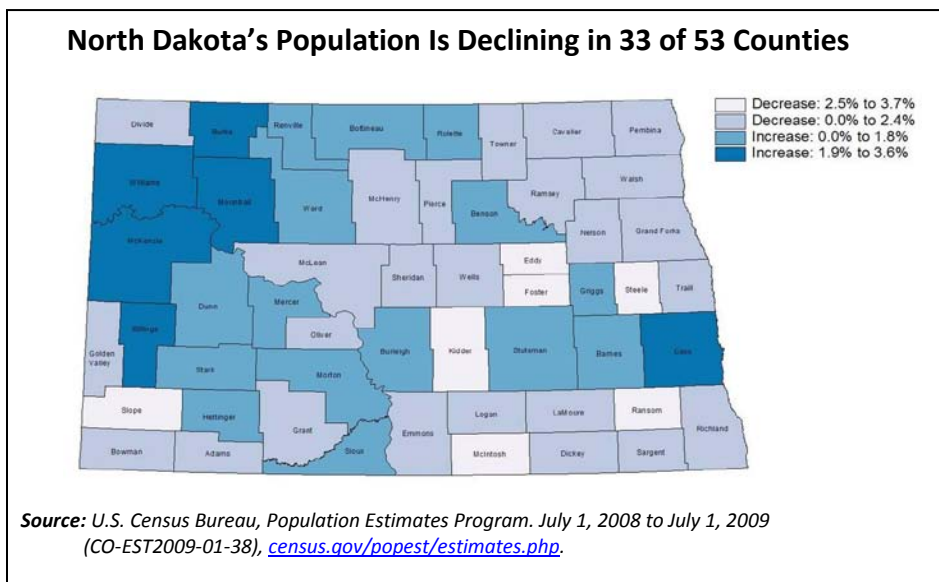 North Dakota's Population Is Declining in 33 of 53 Counties
Decrease: 2.5% to 3.7%
Decrease: 0.0% to 2.4%
Increase: 0.0% to 1.8%
Increase: 1.9% to 3.6%
Divide
Burke
Renville
Bottineau
Rolette
Towner
Cavalier
Pembina
Williams
Mountrail
Ward
McHenry
Pierce
Benson
Ramsey
Walsh
McKenzie
Nelson
Grand Forks
McLean
Sheridan
Wells
Eddy
Foster
Griggs
Steele
Traill
Dunn
Mercer
Oliver
Golden
Valley
Billings
Burleigh
Kidder
Stutsman
Barnes
Cass
Stark
Morton
Slope
Hettinger
Grant
Emmons
Logan
LaMoure
Ransom
Richland
Bowman
Adams
Sioux
McIntosh
Dickey
Sargent
Source: U.S. Census Bureau, Population Estimates Program. July 1, 2008 to July 1, 2009
(CO-EST2009-01-38), census.gov/popest/estimates.php.